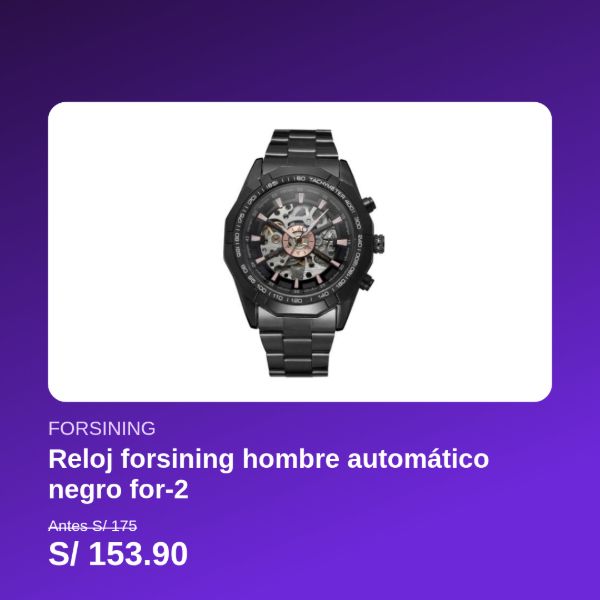 FORSINING
Reloj forsining hombre automático
negro for-2
Antes S/ 175
S/ 153.90